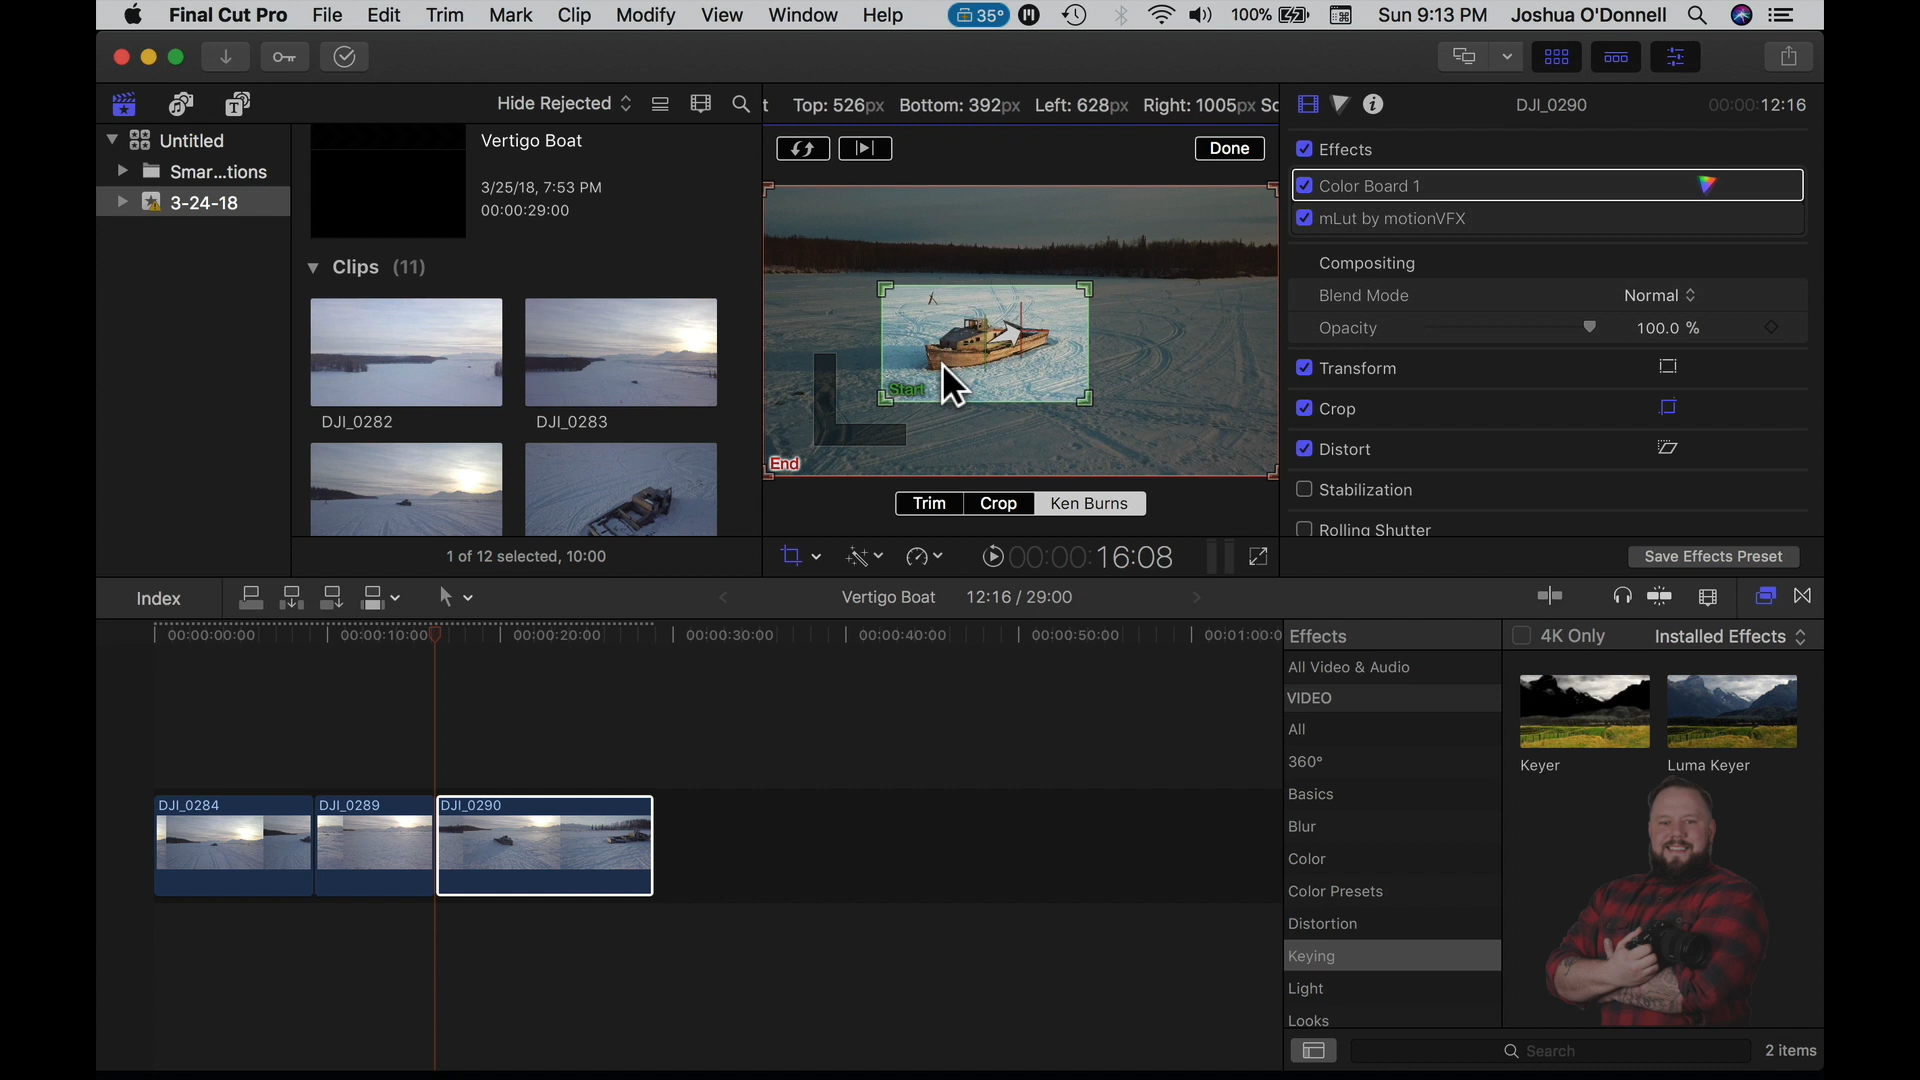 Final Cut Pro File Edit Trim Mark Clip Modify View Window Help 35° 100% Sun 9:13 PM Joshua O'Donnell
Hide Rejected
t Top: 526px Bottom: 392px Left: 628px Right: 1005px Sc
DJI_0290 00:00:12:16
Untitled
Smar...tions
3-24-18
Vertigo Boat
3/25/18, 7:53 PM
00:00:29:00
Clips (11)
DJI_0282
DJI_0283
1 of 12 selected, 10:00
Done
Start
End
Trim Crop Ken Burns
00:00:16:08
Effects
Color Board 1
mLut by motionVFX
Compositing
Blend Mode Normal
Opacity 100.0 %
Transform
Crop
Distort
Stabilization
Rolling Shutter
Save Effects Preset
Index
Vertigo Boat 12:16 / 29:00
00:00:00:00 00:00:10:00 00:00:20:00 00:00:30:00 00:00:40:00 00:00:50:00 00:01:00:0
DJI_0284 DJI_0289 DJI_0290
Effects
4K Only Installed Effects
All Video & Audio
VIDEO
All
360°
Basics
Blur
Color
Color Presets
Distortion
Keying
Light
Looks
Keyer
Luma Keyer
Search
2 items